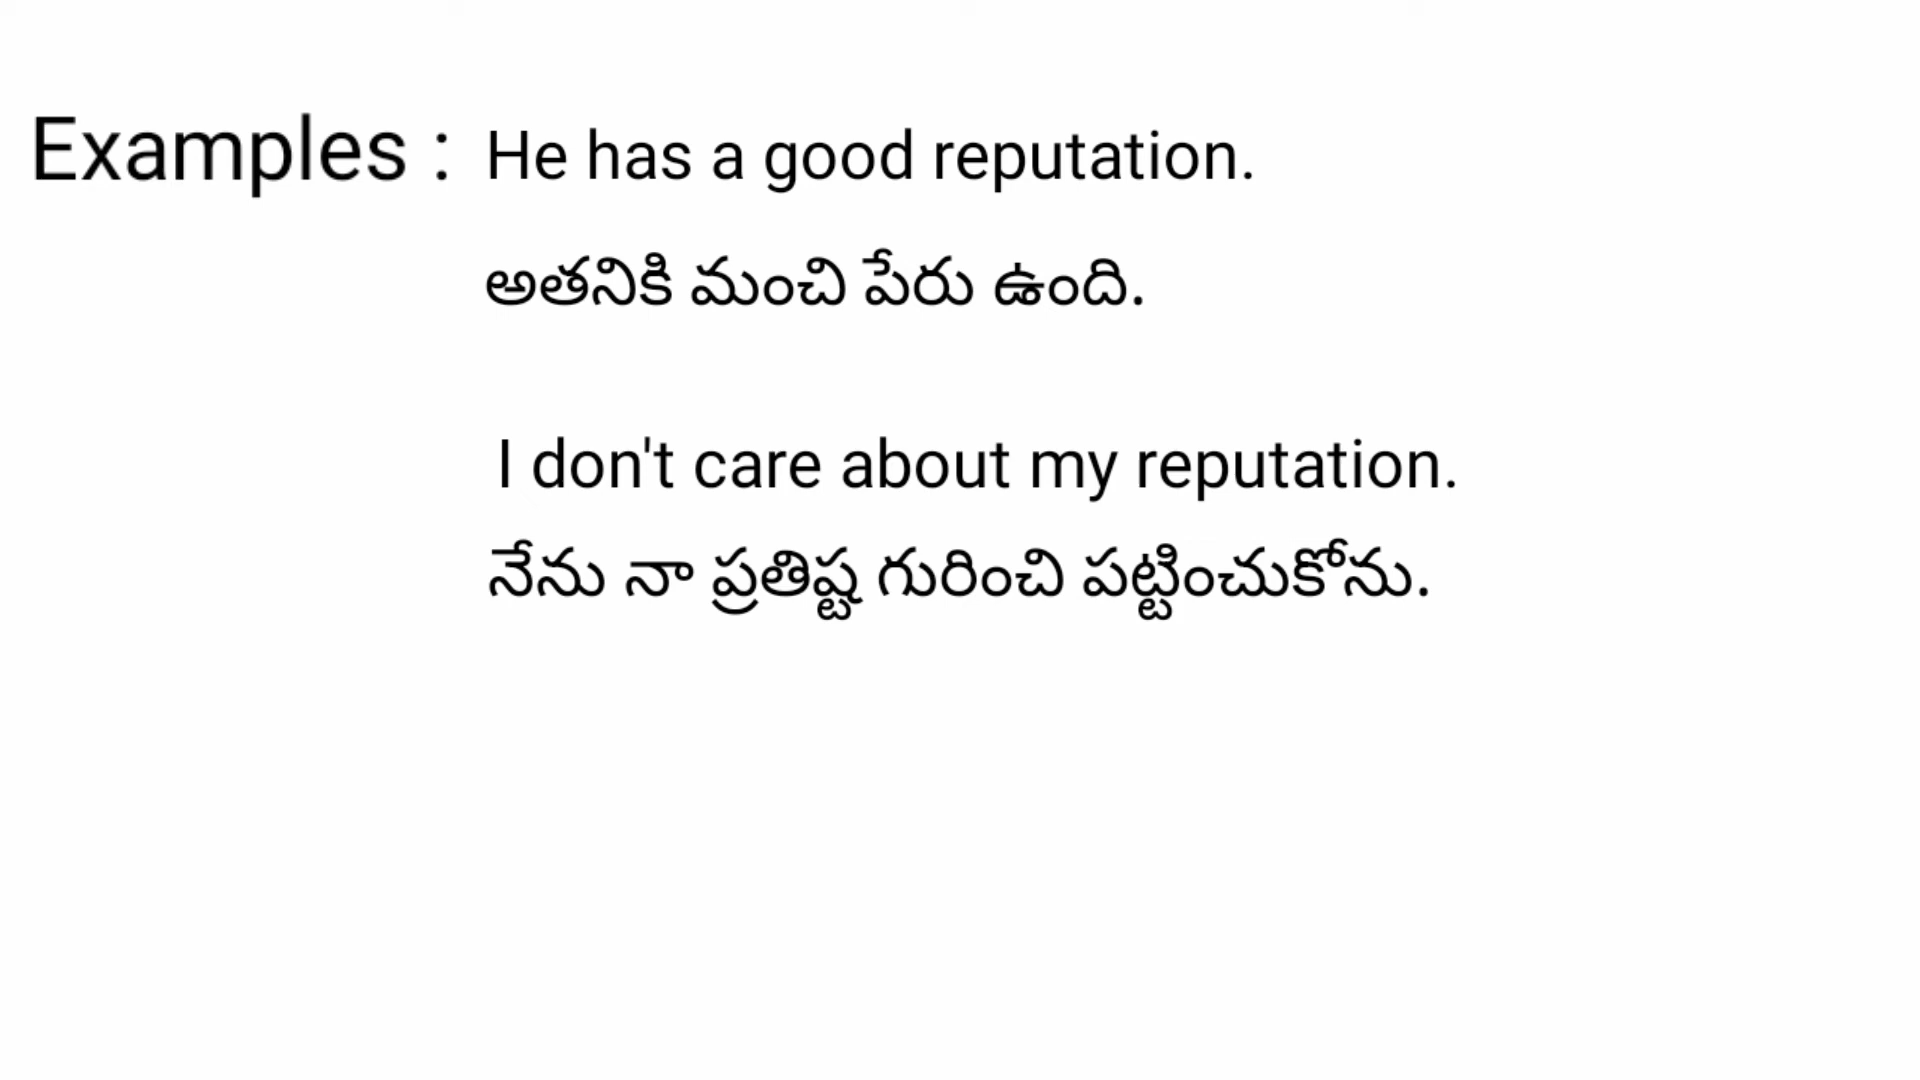 Examples : He has a good reputation.
అతనికి మంచి పేరు ఉంది.
I don't care about my reputation.
నేను నా ప్రతిష్ట గురించి పట్టించుకోను.